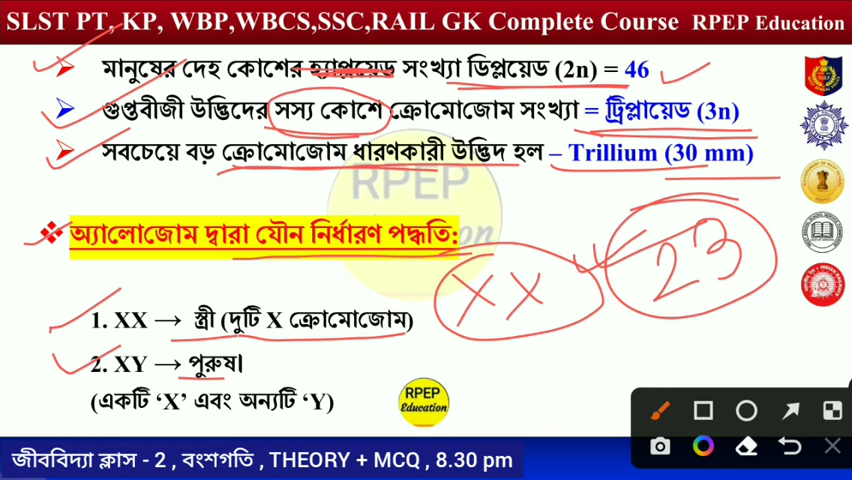 SLST PT, KP, WBP,WBCS,SSC,RAIL GK Complete Course RPEP Education
মানুষের দেহ কোশের হ্যাপ্লয়েড সংখ্যা ডিপ্লয়েড (2n) = 46
গুপ্তবীজী উদ্ভিদের সস্য কোশে ক্রোমোজোম সংখ্যা = ট্রিপ্লায়েড (3n)
সবচেয়ে বড় ক্রোমোজোম ধারণকারী উদ্ভিদ হল – Trillium (30 mm)
RPEP
অ্যালোজোম দ্বারা যৌন নির্ধারণ পদ্ধতি:
23
XX
1. XX → স্ত্রী (দুটি X ক্রোমোজোম)
2. XY → পুরুষ।
(একটি ‘X’ এবং অন্যটি ‘Y)
RPEP
Education
জীববিদ্যা ক্লাস - 2 , বংশগতি , THEORY + MCQ , 8.30 pm